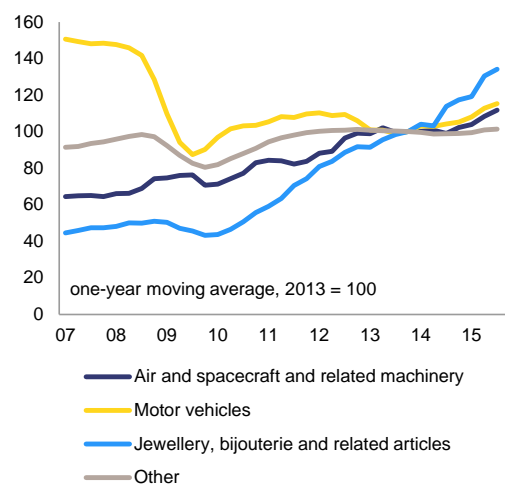 160
140
120
100
80
60
40
20
0
one-year moving average, 2013 = 100
07 08 09 10 11 12 13 14 15
Air and spacecraft and related machinery
Motor vehicles
Jewellery, bijouterie and related articles
Other